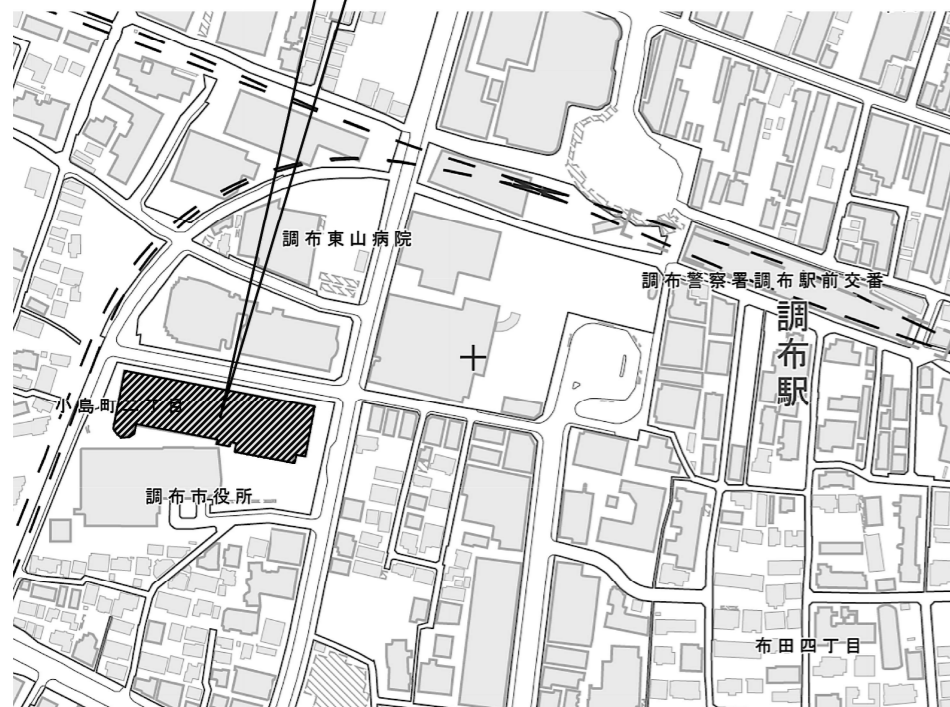 調布東山病院
調布警察署調布駅前交番
調布駅
小島町二丁目
調布市役所
布田四丁目